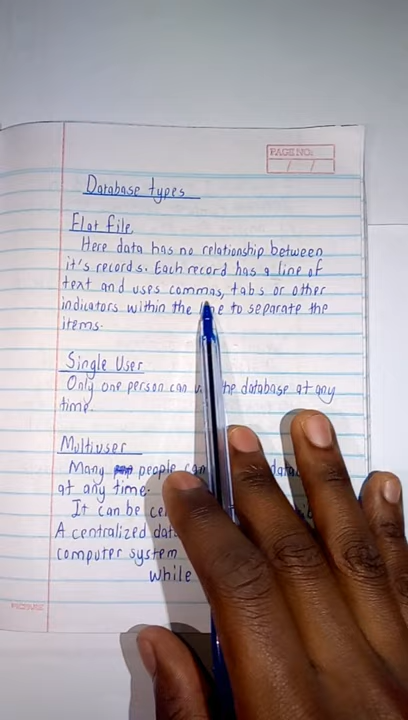 PAGE NO:
Database types
Flat file
Here data has no relationship between
it's records. Each record has a line of
text and uses commas, tabs or other
indicators within the to separate the
items.
Single User
Only one person can the database at any
time.
Multiuser
Many people can
at any time.
It can be
A centralized
computer system
while